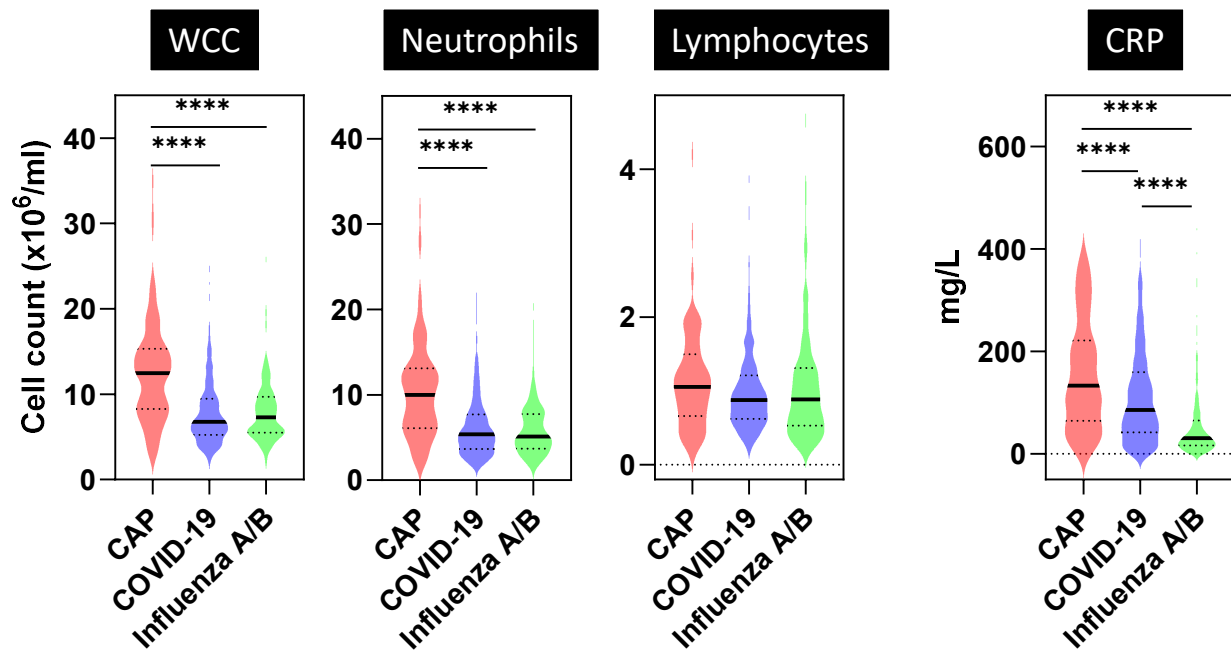 WCC
Neutrophils
Lymphocytes
CRP
Cell count (x10⁶/ml)
40
30
20
10
0
****
****
CAP
COVID-19
Influenza A/B
40
30
20
10
0
****
****
CAP
COVID-19
Influenza A/B
4
2
0
CAP
COVID-19
Influenza A/B
mg/L
600
400
200
0
****
****
****
CAP
COVID-19
Influenza A/B